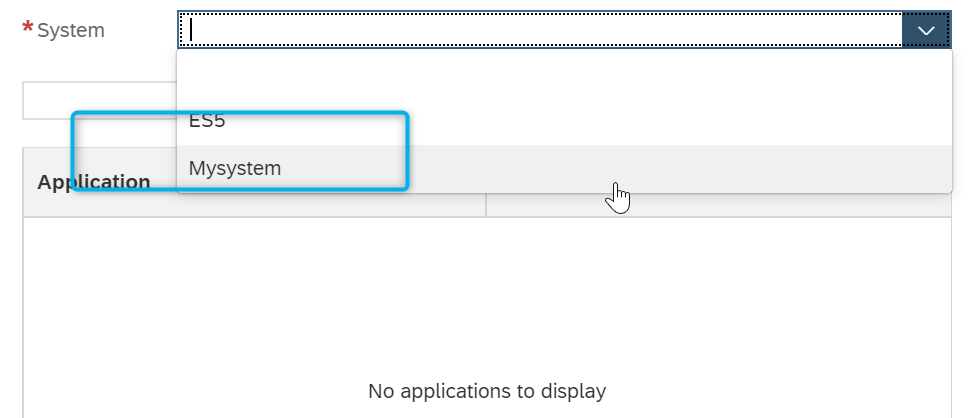 *System
ES5
Mysystem
Application
No applications to display